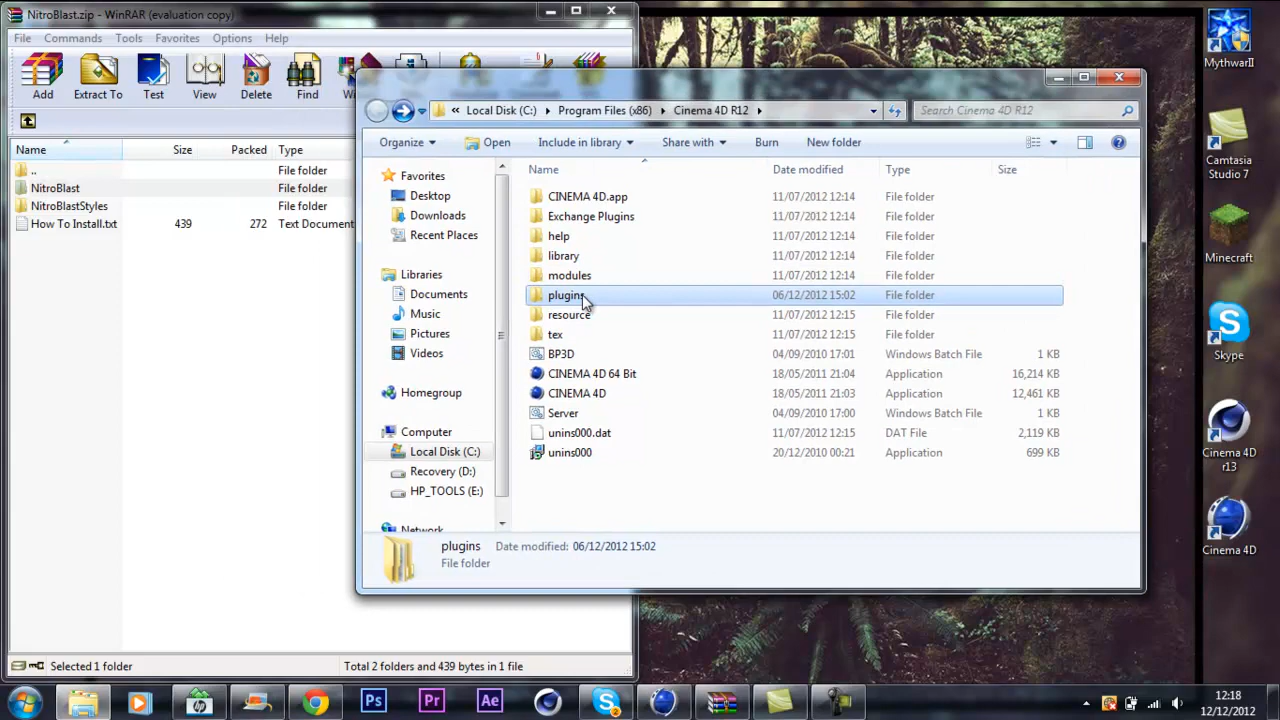 NitroBlast.zip - WinRAR (evaluation copy)
File Commands Tools Favorites Options Help
Add Extract To Test View Delete Find
Name Size Packed Type
.. File folder
NitroBlast File folder
NitroBlastStyles File folder
How To Install.txt 439 272 Text Document
Selected 1 folder Total 2 folders and 439 bytes in 1 file
« Local Disk (C:) Program Files (x86) Cinema 4D R12 Search Cinema 4D R12
Organize Open Include in library Share with Burn New folder
Favorites
Desktop
Downloads
Recent Places
Libraries
Documents
Music
Pictures
Videos
Homegroup
Computer
Local Disk (C:)
Recovery (D:)
HP_TOOLS (E:)
Network
Name Date modified Type Size
CINEMA 4D.app 11/07/2012 12:14 File folder
Exchange Plugins 11/07/2012 12:14 File folder
help 11/07/2012 12:14 File folder
library 11/07/2012 12:14 File folder
modules 11/07/2012 12:14 File folder
plugins 06/12/2012 15:02 File folder
resource 11/07/2012 12:15 File folder
tex 11/07/2012 12:15 File folder
BP3D 04/09/2010 17:01 Windows Batch File 1 KB
CINEMA 4D 64 Bit 18/05/2011 21:04 Application 16,214 KB
CINEMA 4D 18/05/2011 21:03 Application 12,461 KB
Server 04/09/2010 17:00 Windows Batch File 1 KB
unins000.dat 11/07/2012 12:15 DAT File 2,119 KB
unins000 20/12/2010 00:21 Application 699 KB
plugins Date modified: 06/12/2012 15:02
File folder
MythwarII
Camtasia
Studio 7
Minecraft
Skype
Cinema 4D
r13
Cinema 4D
hp Ps Pr Ae S 2
12:18
12/12/2012